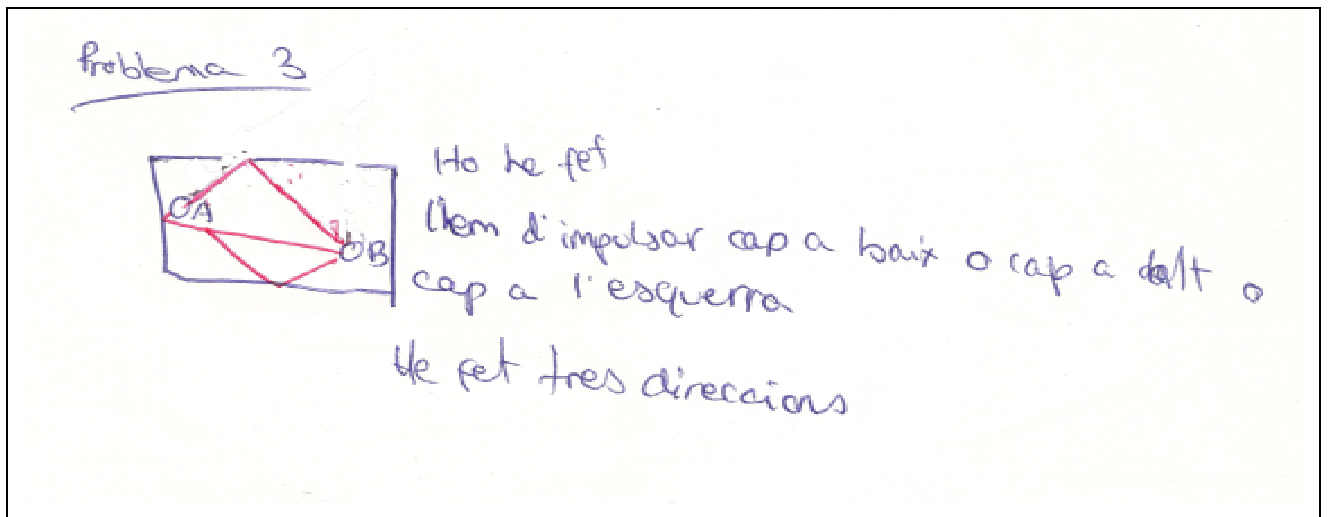 Problema 3
A
B
Ho he fet
l'hem d'impulsar cap a baix o cap a dalt o
cap a l'esquerra
He fet tres direccions